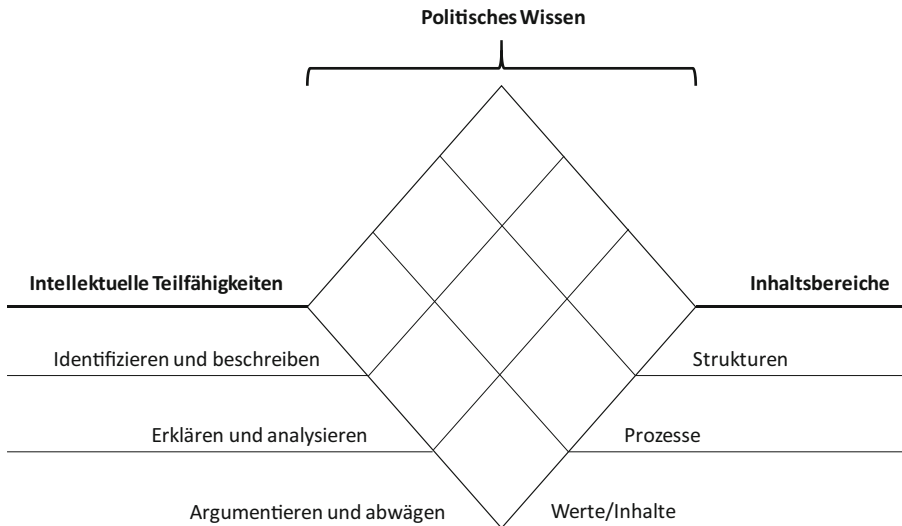 Politisches Wissen
Intellektuelle Teilfähigkeiten
Inhaltsbereiche
Identifizieren und beschreiben
Strukturen
Erklären und analysieren
Prozesse
Argumentieren und abwägen
Werte/Inhalte